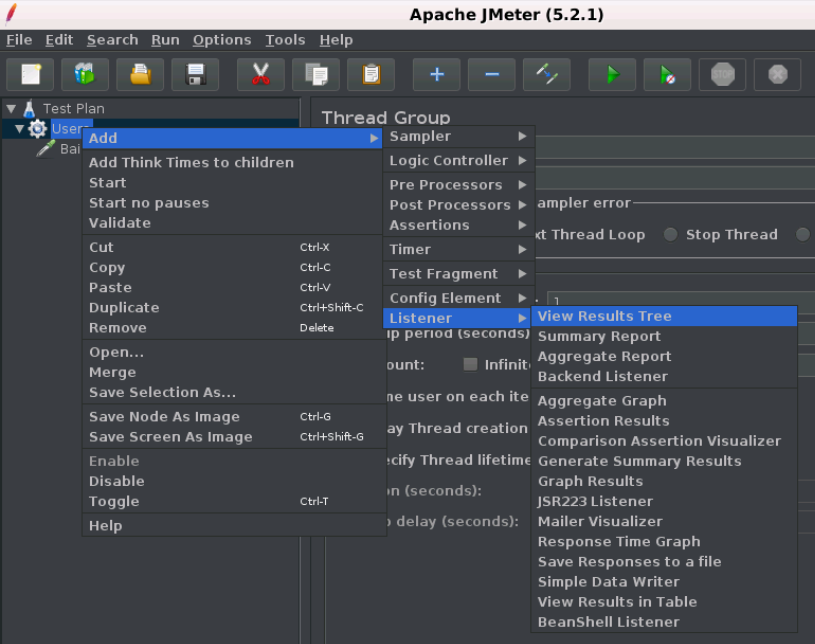 Apache JMeter (5.2.1)
File Edit Search Run Options Tools Help
STOP
Test Plan
Thread Group
Users
Bai
Add
Add Think Times to children
Start
Start no pauses
Validate
Cut Ctrl-X
Copy Ctrl-C
Paste Ctrl-V
Duplicate Ctrl+Shift-C
Remove Delete
Open...
Merge
Save Selection As...
Save Node As Image Ctrl-G
Save Screen As Image Ctrl+Shift-G
Enable
Disable
Toggle Ctrl-T
Help
Sampler
Logic Controller
Pre Processors
Post Processors
Assertions
Timer
Test Fragment
Config Element
Listener
ampler error
xt Thread Loop Stop Thread
1
p period (seconds)
ount: Infinit
ne user on each ite
ay Thread creation
ecify Thread lifetime
on (seconds):
delay (seconds):
View Results Tree
Summary Report
Aggregate Report
Backend Listener
Aggregate Graph
Assertion Results
Comparison Assertion Visualizer
Generate Summary Results
Graph Results
JSR223 Listener
Mailer Visualizer
Response Time Graph
Save Responses to a file
Simple Data Writer
View Results in Table
BeanShell Listener